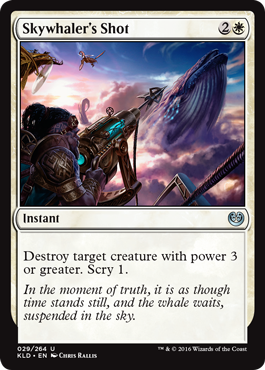 Skywhaler's Shot 2
Instant
Destroy target creature with power 3
or greater. Scry 1.
In the moment of truth, it is as though
time stands still, and the whale waits,
suspended in the sky.
029/264 U
KLD • EN Chris Rallis
™ & © 2016 Wizards of the Coast